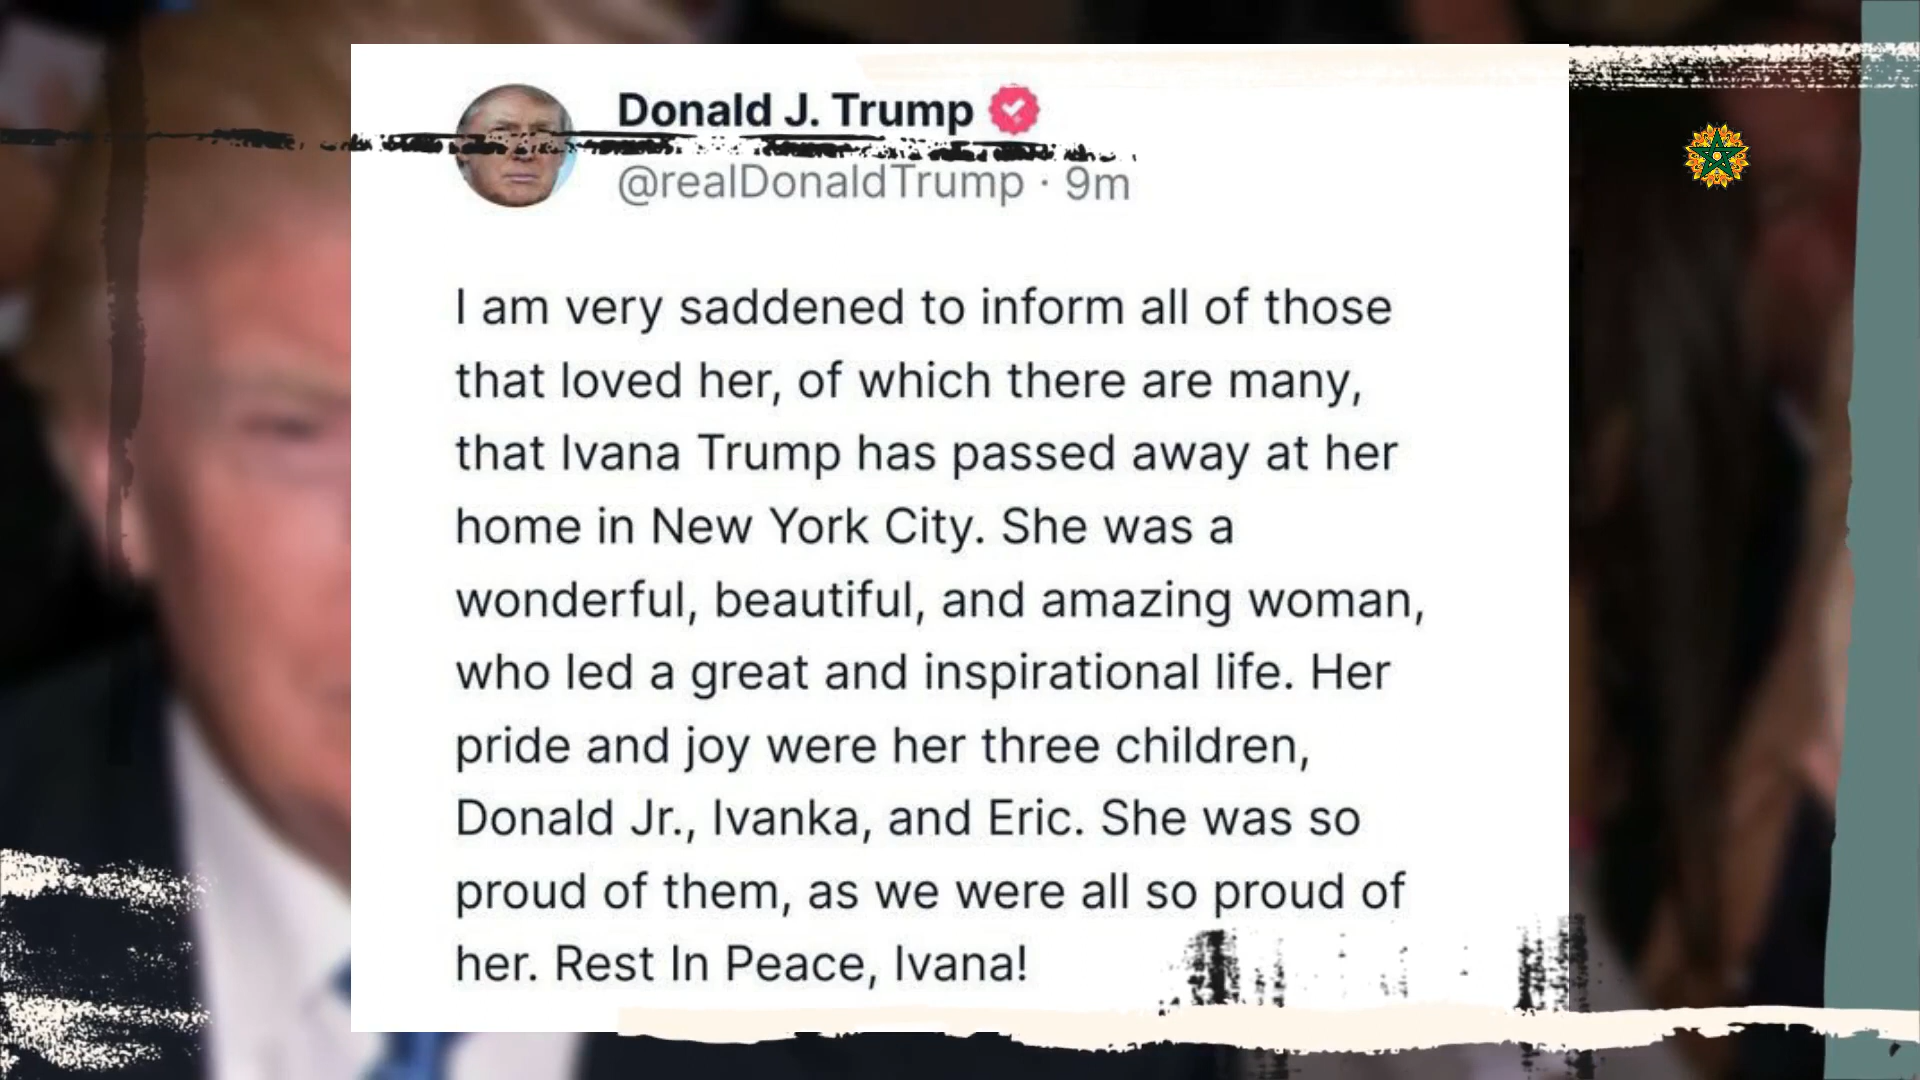 Donald J. Trump
@realDonaldTrump · 9m
I am very saddened to inform all of those
that loved her, of which there are many,
that Ivana Trump has passed away at her
home in New York City. She was a
wonderful, beautiful, and amazing woman,
who led a great and inspirational life. Her
pride and joy were her three children,
Donald Jr., Ivanka, and Eric. She was so
proud of them, as we were all so proud of
her. Rest In Peace, Ivana!